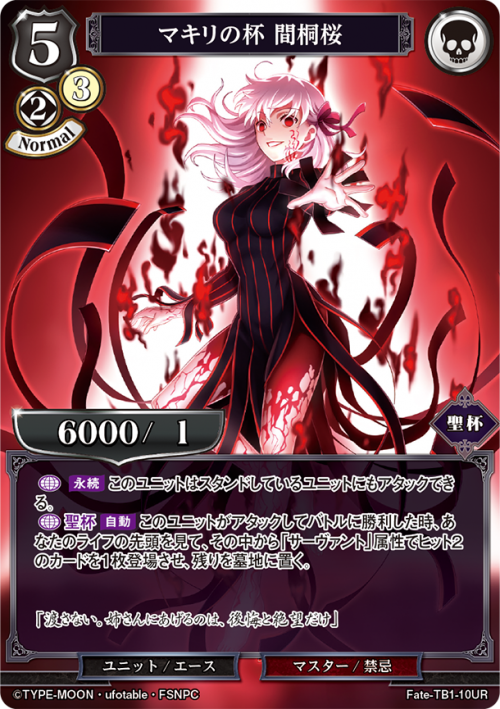 5
マキリの杯 間桐桜
2
3
Normal
6000/ 1
聖杯
永続 このユニットはスタンドしているユニットにもアタックでき
る。
聖杯 自動 このユニットがアタックしてバトルに勝利した時、あ
なたのライフの先頭を見て、その中から『サーヴァント』属性でヒット2
のカードを1枚登場させ、残りを墓地に置く。
『渡さない。姉さんにあげるのは、後悔と絶望だけ』
ユニット / エース
マスター / 禁忌
©TYPE-MOON・ufotable・FSNPC
Fate-TB1-10UR